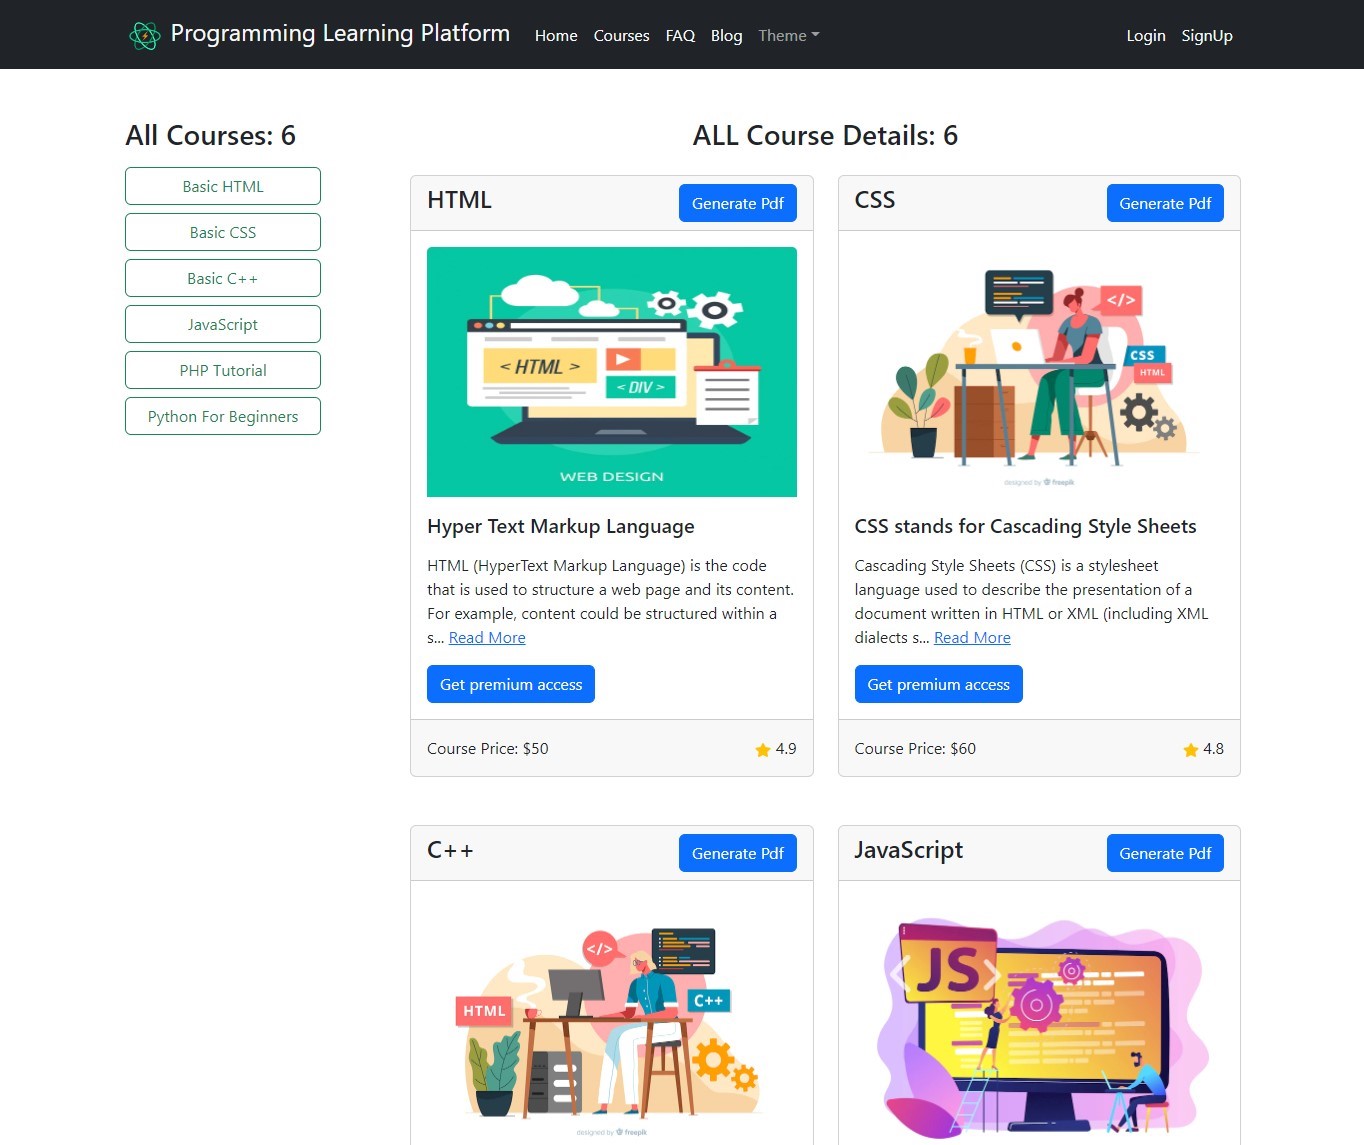 Programming Learning Platform Home Courses FAQ Blog Theme Login SignUp
All Courses: 6
Basic HTML
Basic CSS
Basic C++
JavaScript
PHP Tutorial
Python For Beginners
ALL Course Details: 6
HTML Generate Pdf
< HTML >
< DIV >
WEB DESIGN
Hyper Text Markup Language
HTML (HyperText Markup Language) is the code
that is used to structure a web page and its content.
For example, content could be structured within a
s... Read More
Get premium access
Course Price: $50 4.9
CSS Generate Pdf
</>
CSS
HTML
designed by freepik
CSS stands for Cascading Style Sheets
Cascading Style Sheets (CSS) is a stylesheet
language used to describe the presentation of a
document written in HTML or XML (including XML
dialects s... Read More
Get premium access
Course Price: $60 4.8
C++ Generate Pdf
</>
HTML
C++
designed by freepik
JavaScript Generate Pdf
JS